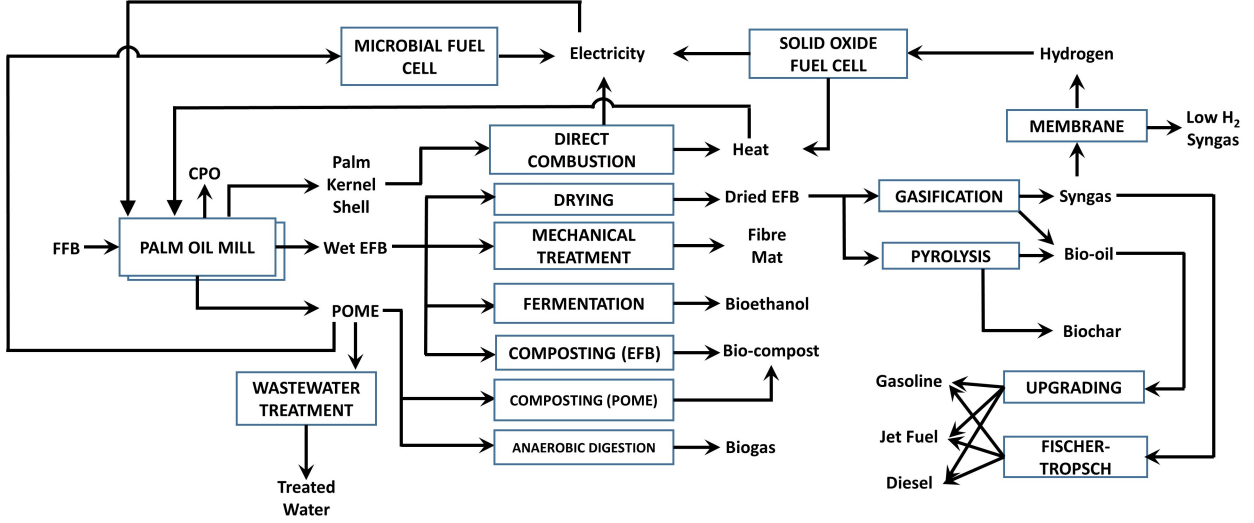 MICROBIAL FUEL
CELL
Electricity
SOLID OXIDE
FUEL CELL
Hydrogen
MEMBRANE
Low H₂
Syngas
DIRECT
COMBUSTION
Heat
Palm
Kernel
Shell
CPO
DRYING
Dried EFB
GASIFICATION
Syngas
FFB
PALM OIL MILL
Wet EFB
MECHANICAL
TREATMENT
Fibre
Mat
PYROLYSIS
Bio-oil
POME
FERMENTATION
Bioethanol
Biochar
COMPOSTING (EFB)
Bio-compost
WASTEWATER
TREATMENT
COMPOSTING (POME)
Gasoline
UPGRADING
ANAEROBIC DIGESTION
Biogas
Jet Fuel
FISCHER-
TROPSCH
Diesel
Treated
Water